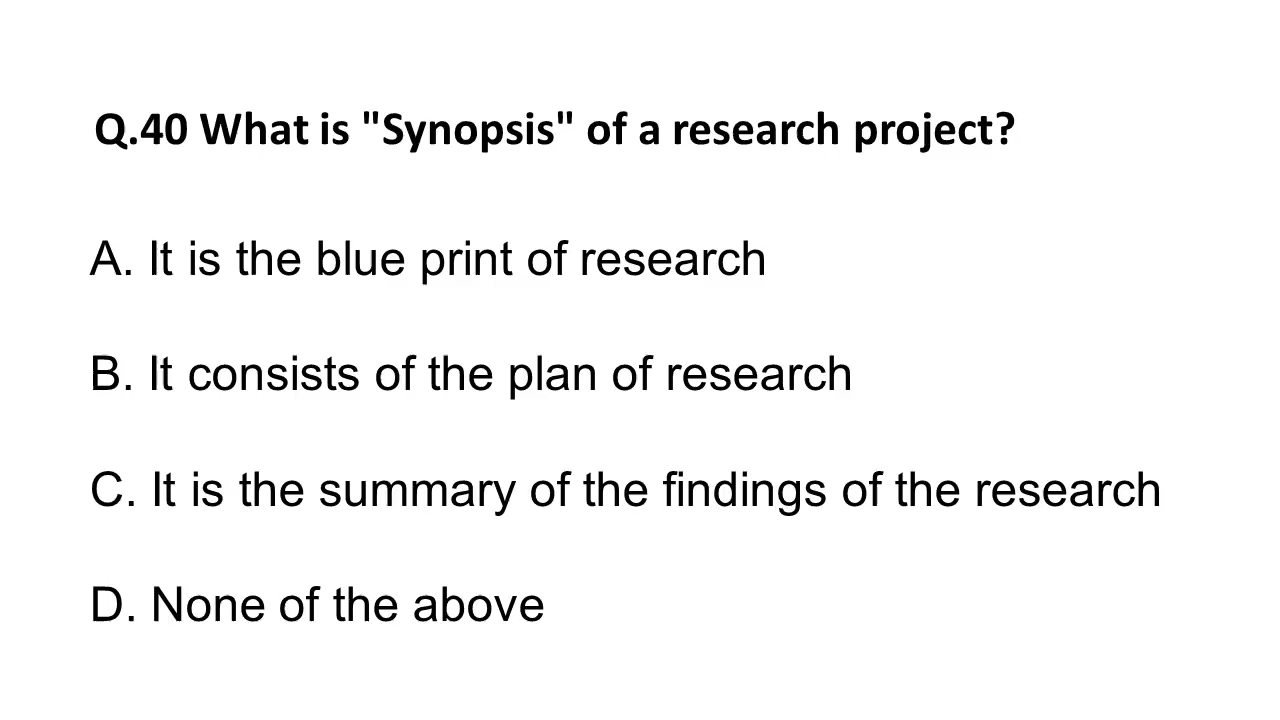 Q.40 What is "Synopsis" of a research project?
A. It is the blue print of research
B. It consists of the plan of research
C. It is the summary of the findings of the research
D. None of the above